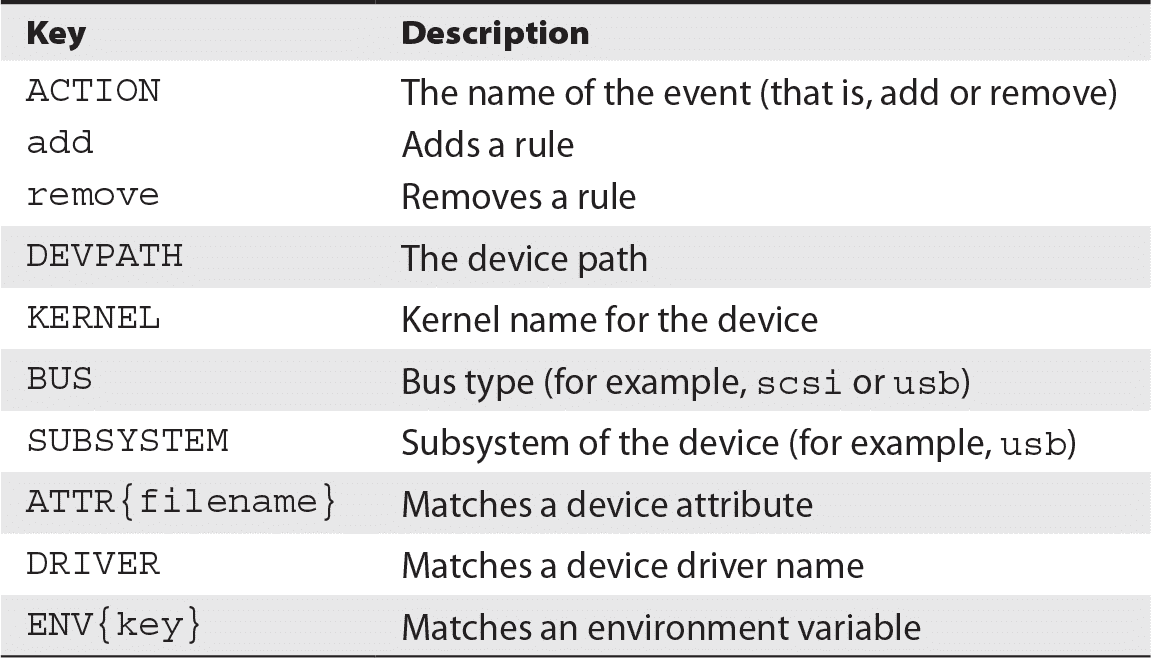 Key Description
ACTION The name of the event (that is, add or remove)
add Adds a rule
remove Removes a rule
DEVPATH The device path
KERNEL Kernel name for the device
BUS Bus type (for example, scsi or usb)
SUBSYSTEM Subsystem of the device (for example, usb)
ATTR{filename} Matches a device attribute
DRIVER Matches a device driver name
ENV{key} Matches an environment variable